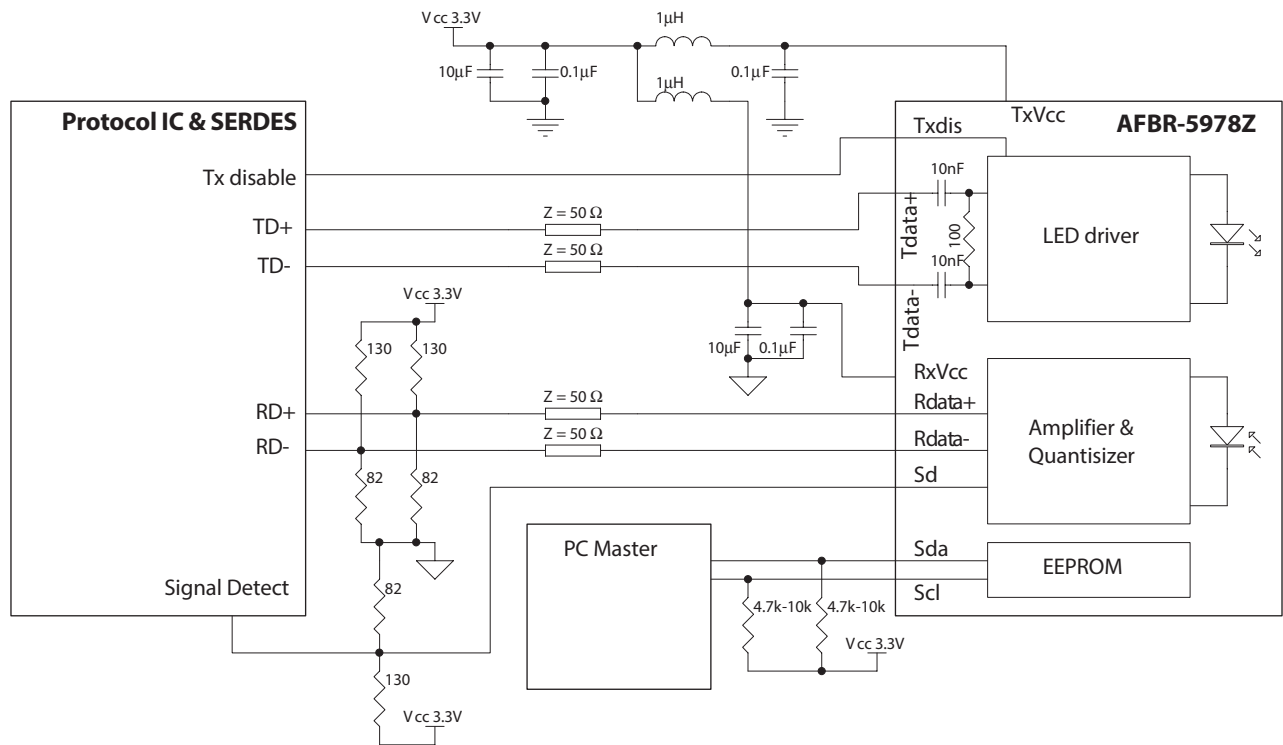 Vcc 3.3V
1µH
10µF
0.1µF
1µH
0.1µF
Protocol IC & SERDES
Tx disable
TD+
TD-
RD+
RD-
Signal Detect
Z = 50 Ω
Z = 50 Ω
Vcc 3.3V
130
130
82
82
82
130
Vcc 3.3V
10µF
0.1µF
Z = 50 Ω
Z = 50 Ω
PC Master
4.7k-10k
4.7k-10k
Vcc 3.3V
TxVcc
AFBR-5978Z
Txdis
10nF
Tdata+
100
10nF
Tdata-
LED driver
RxVcc
Rdata+
Rdata-
Sd
Amplifier &
Quantisizer
Sda
Scl
EEPROM